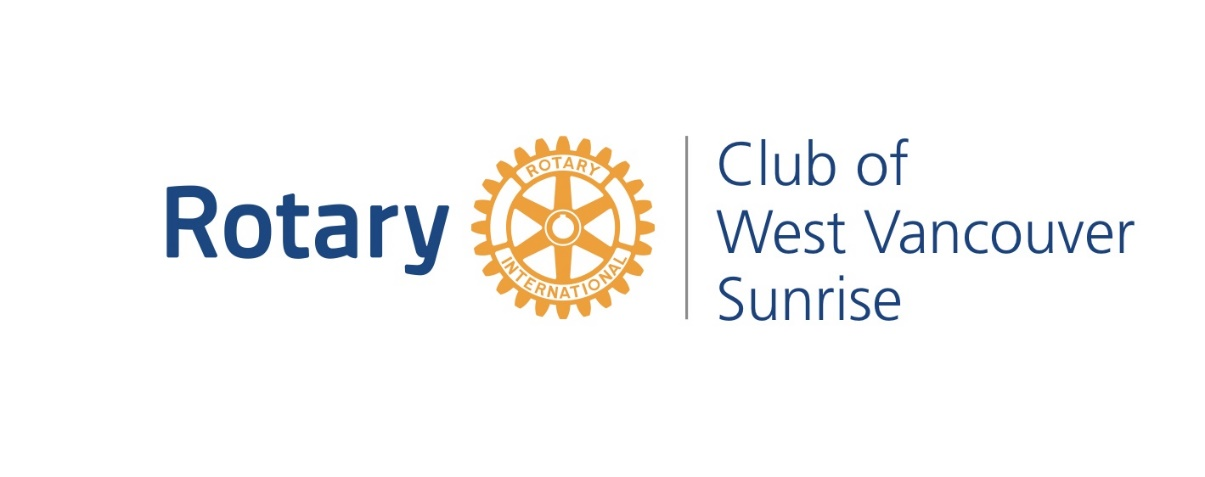 Rotary
ROTARY
INTERNATIONAL
Club of
West Vancouver
Sunrise